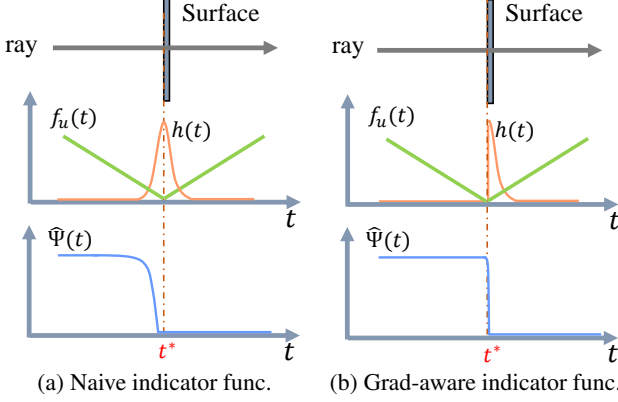 Surface
ray
f_u(t)
h(t)
t
Ψ̂(t)
t
t*
(a) Naive indicator func.
Surface
ray
f_u(t)
h(t)
t
Ψ̂(t)
t
t*
(b) Grad-aware indicator func.